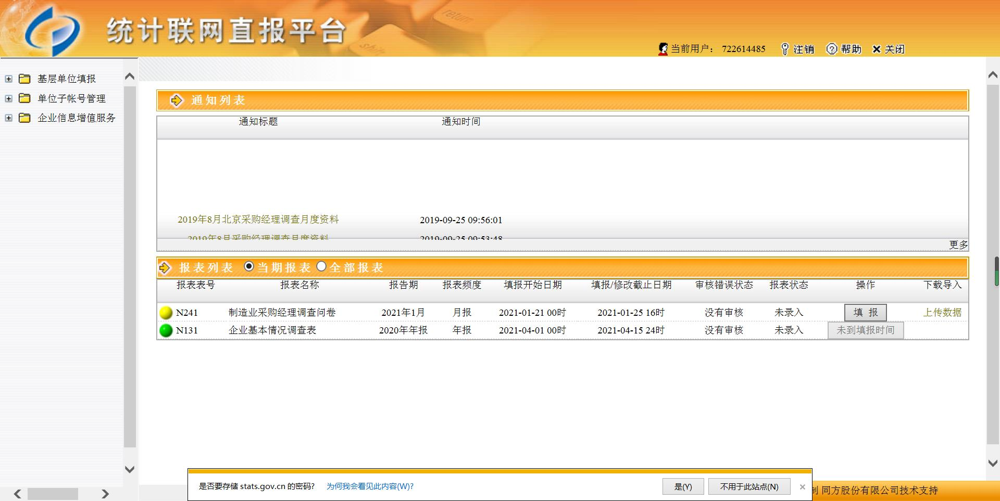 统计联网直报平台
当前用户： 722614485 注销 帮助 关闭
基层单位填报
单位子帐号管理
企业信息增值服务
通知列表
通知标题 通知时间
2019年8月北京采购经理调查月度资料 2019-09-25 09:56:01
2019年8月采购经理调查月度资料 2019-09-25 09:53:48
更多
报表列表 当期报表 全部报表
报表表号 报表名称 报告期 报表频度 填报开始日期 填报/修改截止日期 审核错误状态 报表状态 操作 下载导入
N241 制造业采购经理调查问卷 2021年1月 月报 2021-01-21 00时 2021-01-25 16时 没有审核 未录入 填 报 上传数据
N131 企业基本情况调查表 2020年年报 年报 2021-04-01 00时 2021-04-15 24时 没有审核 未录入 未到填报时间
是否要存储 stats.gov.cn 的密码? 为何我会看见此内容(W)? 是(Y) 不用于此站点(N)
制 同方股份有限公司技术支持